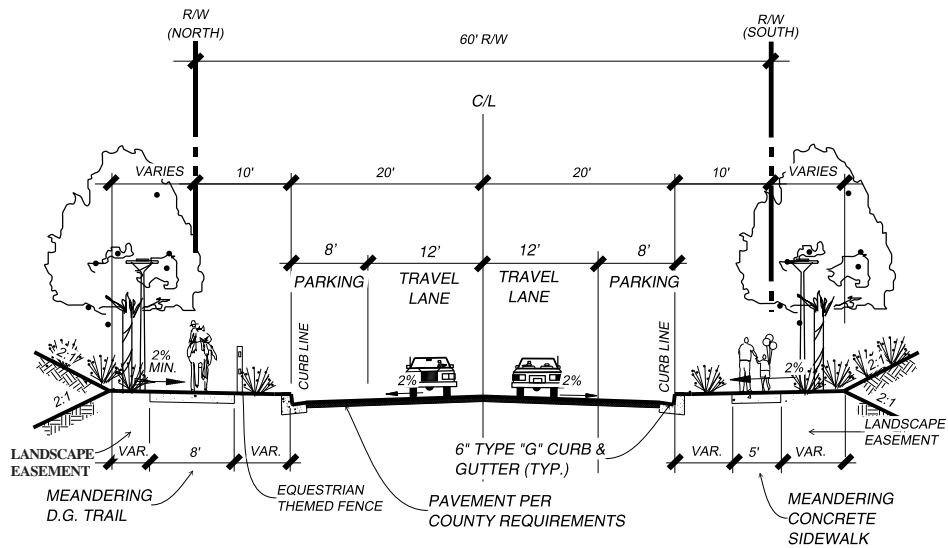 R/W
(NORTH)
R/W
(SOUTH)
60' R/W
C/L
VARIES
10'
20'
20'
10'
VARIES
8'
12'
12'
8'
PARKING
TRAVEL
LANE
TRAVEL
LANE
PARKING
CURB LINE
CURB LINE
2:1
2:1
2%
MIN.
2%
2%
2%
2:1
2:1
LANDSCAPE
EASEMENT
VAR.
8'
VAR.
6" TYPE "G" CURB &
GUTTER (TYP.)
VAR.
5'
VAR.
LANDSCAPE
EASEMENT
MEANDERING
D.G. TRAIL
EQUESTRIAN
THEMED FENCE
PAVEMENT PER
COUNTY REQUIREMENTS
MEANDERING
CONCRETE
SIDEWALK